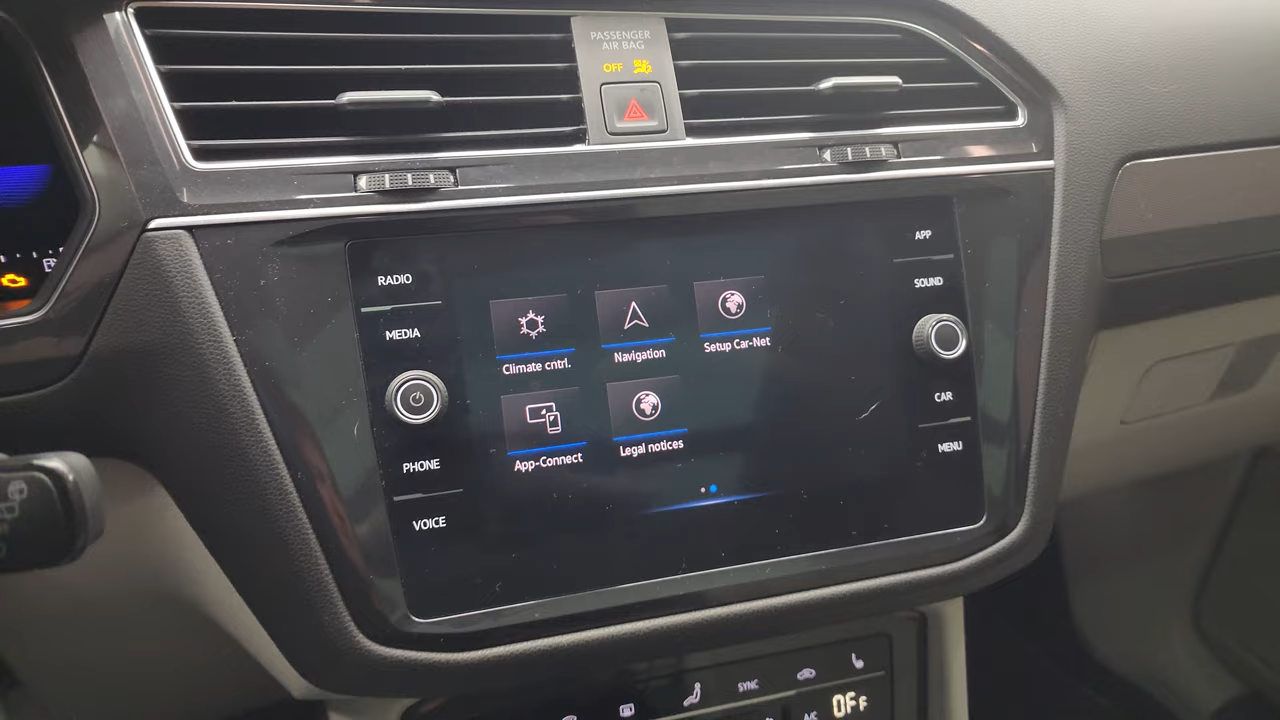 PASSENGER
AIR BAG
OFF
RADIO
MEDIA
PHONE
VOICE
Climate cntrl.
Navigation
Setup Car-Net
App-Connect
Legal notices
APP
SOUND
CAR
MENU
SYNC
A/C
OFF